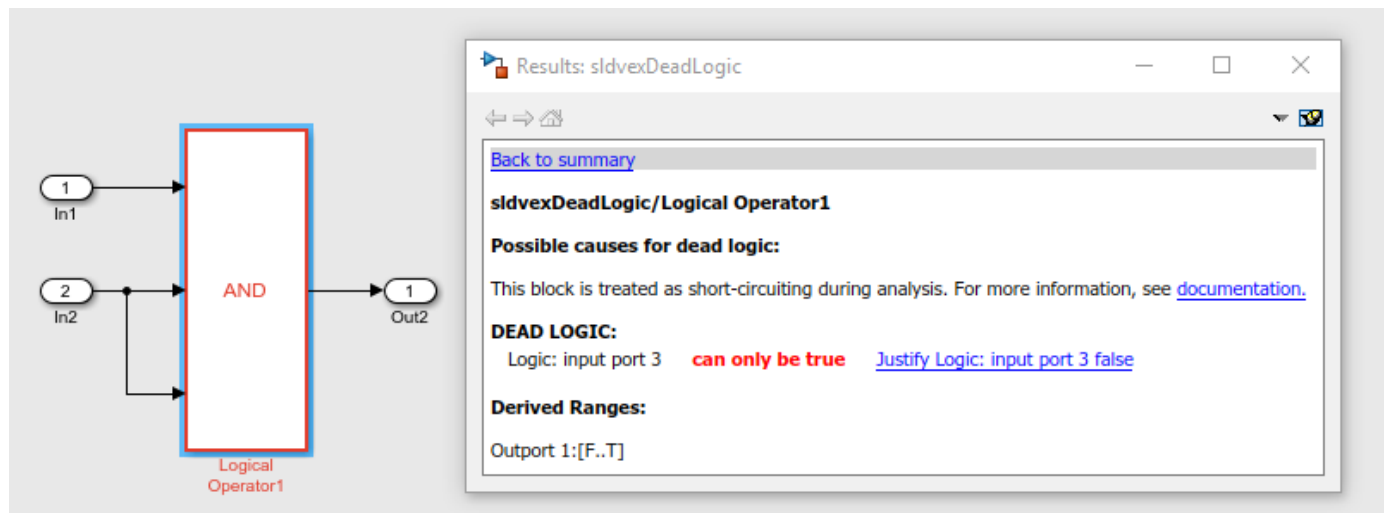 1
In1
2
In2
AND
1
Out2
Logical
Operator1
Results: sldvexDeadLogic
Back to summary
sldvexDeadLogic/Logical Operator1
Possible causes for dead logic:
This block is treated as short-circuiting during analysis. For more information, see documentation.
DEAD LOGIC:
Logic: input port 3 can only be true Justify Logic: input port 3 false
Derived Ranges:
Outport 1:[F..T]